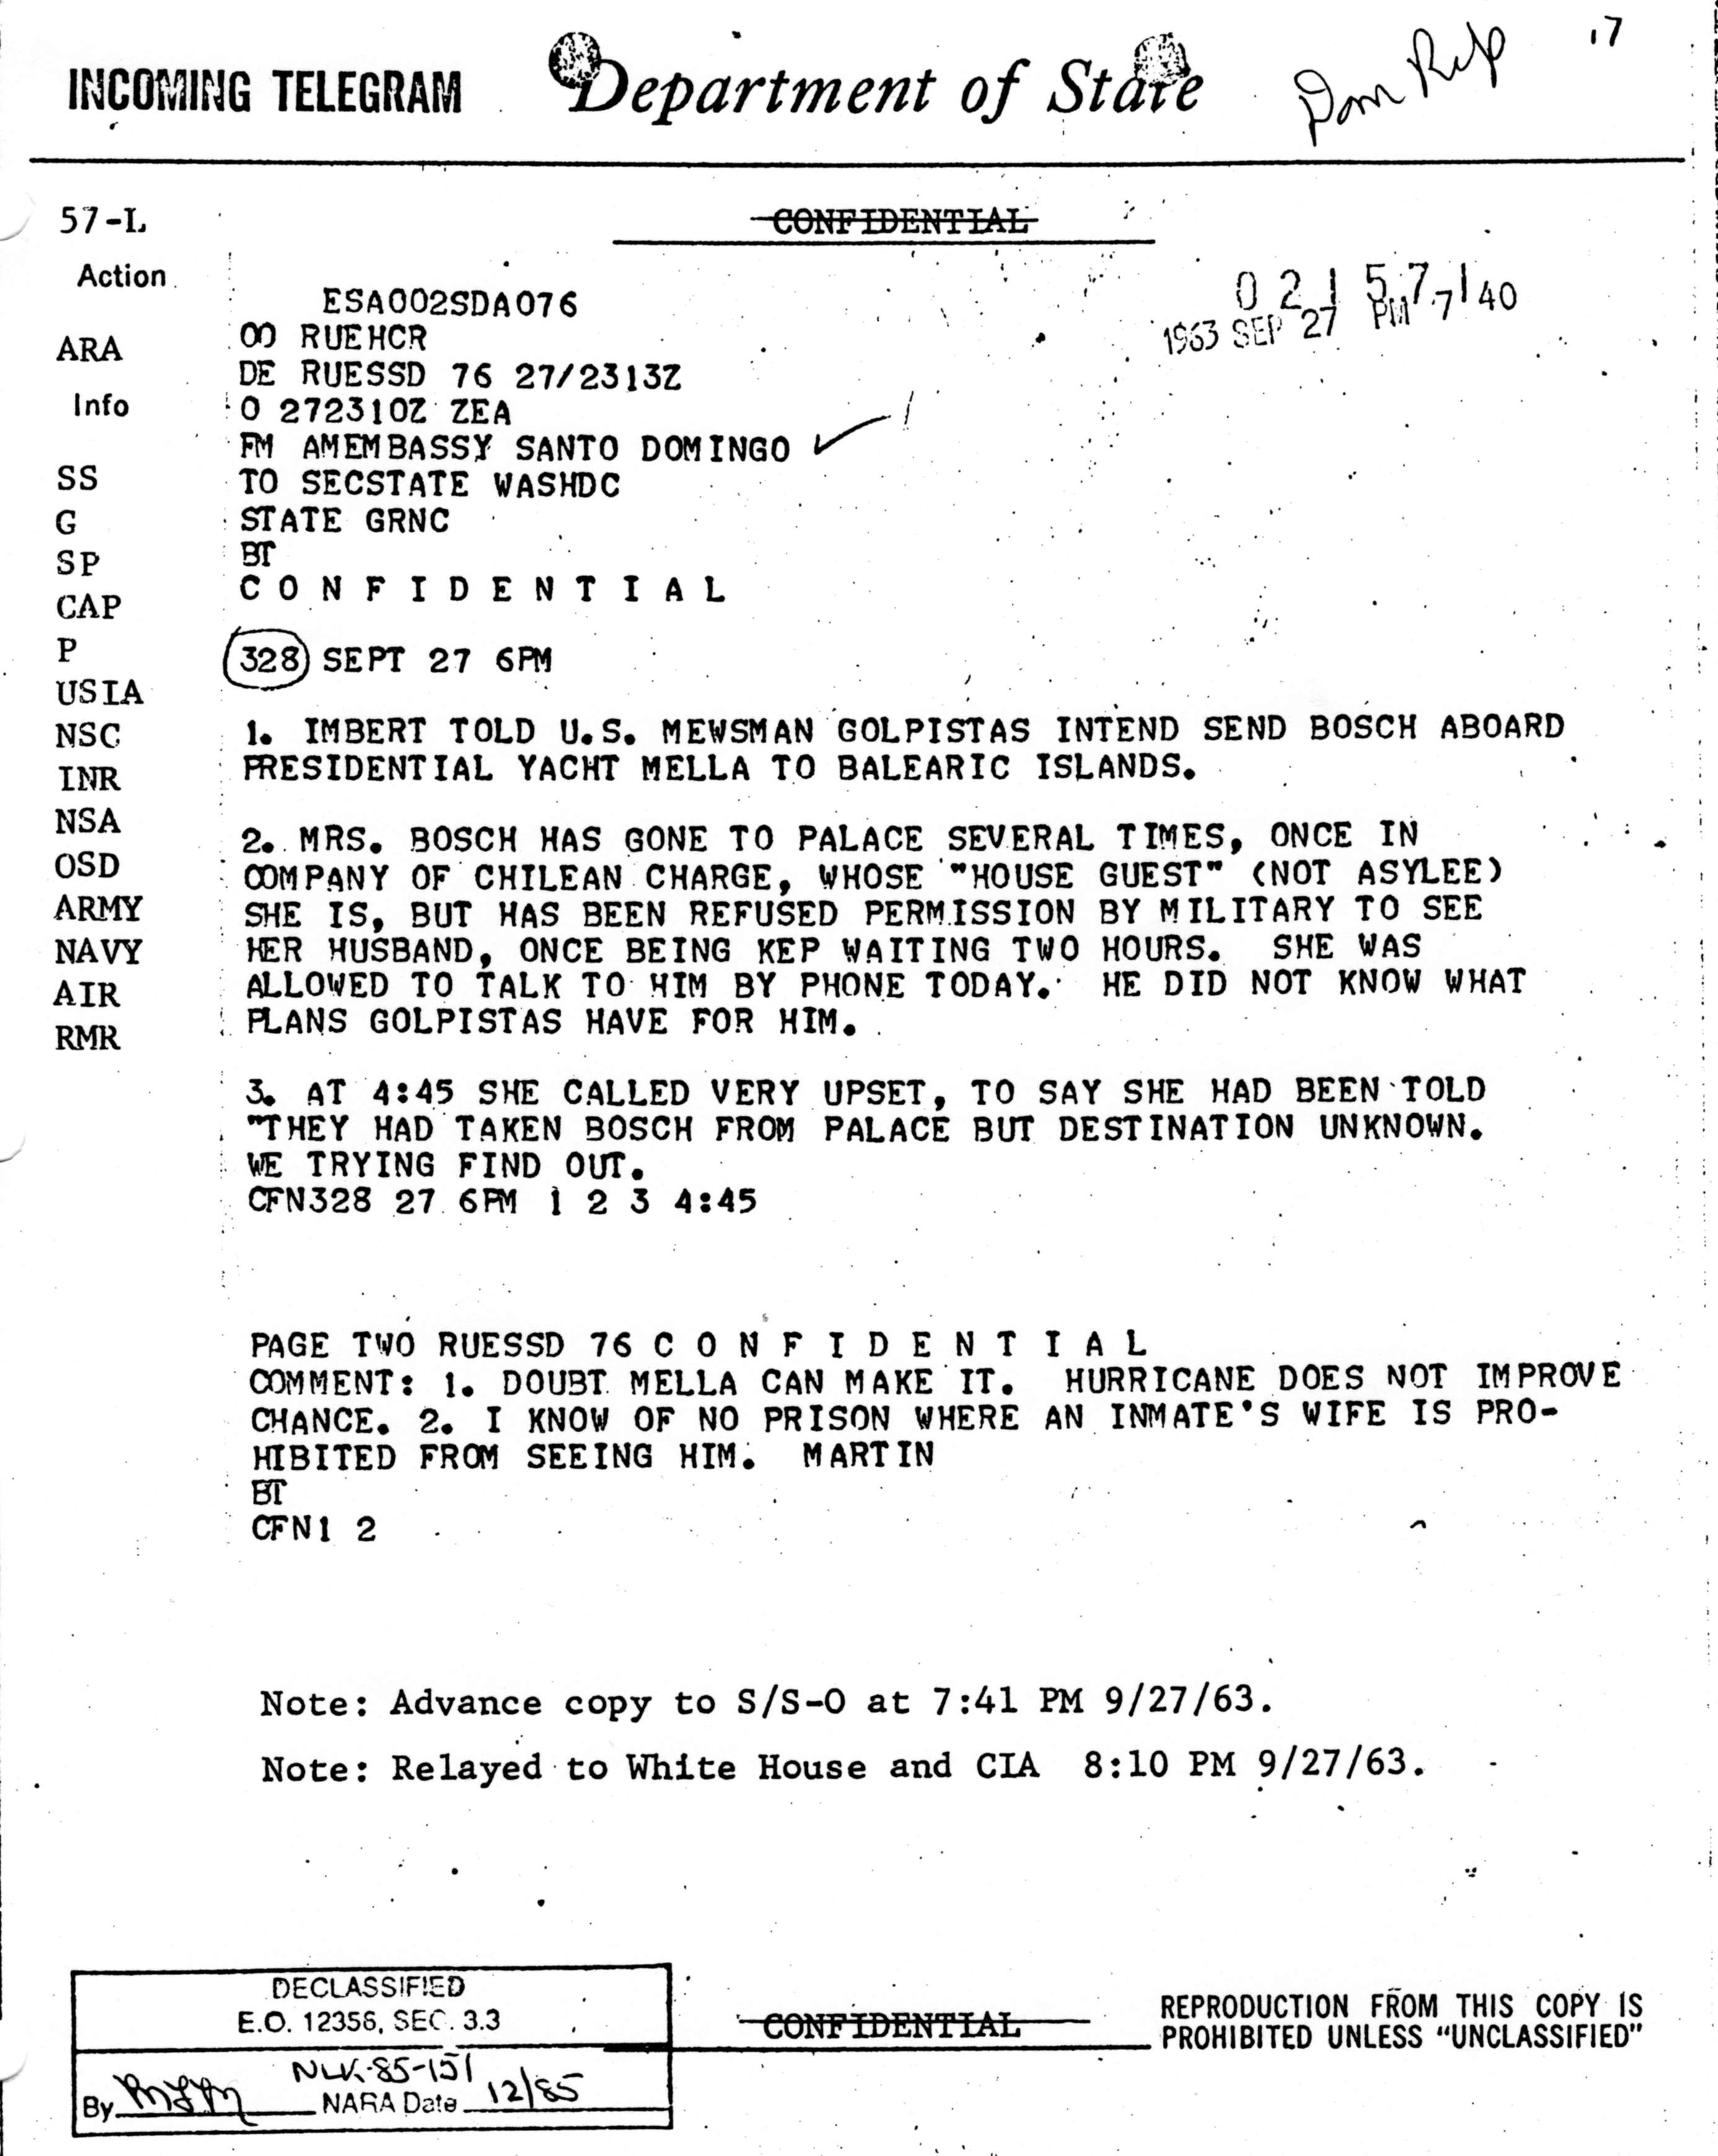 17
Dom Rep
INCOMING TELEGRAM Department of State
57-L
CONFIDENTIAL
Action
021577
1963 SEP 27 PM 7 40
ESA002SDA076
ARA
OO RUEHCR
DE RUESSD 76 27/2313Z
Info
O 272310Z ZEA
FM AMEMBASSY SANTO DOMINGO
SS
TO SECSTATE WASHDC
G
STATE GRNC
SP
BT
CAP
C O N F I D E N T I A L
P
328 SEPT 27 6PM
USIA
NSC
INR
NSA
OSD
ARMY
NAVY
AIR
RMR
1. IMBERT TOLD U.S. MEWSMAN GOLPISTAS INTEND SEND BOSCH ABOARD
PRESIDENTIAL YACHT MELLA TO BALEARIC ISLANDS.
2. MRS. BOSCH HAS GONE TO PALACE SEVERAL TIMES, ONCE IN
COMPANY OF CHILEAN CHARGE, WHOSE "HOUSE GUEST" (NOT ASYLEE)
SHE IS, BUT HAS BEEN REFUSED PERMISSION BY MILITARY TO SEE
HER HUSBAND, ONCE BEING KEP WAITING TWO HOURS. SHE WAS
ALLOWED TO TALK TO HIM BY PHONE TODAY. HE DID NOT KNOW WHAT
PLANS GOLPISTAS HAVE FOR HIM.
3. AT 4:45 SHE CALLED VERY UPSET, TO SAY SHE HAD BEEN TOLD
"THEY HAD TAKEN BOSCH FROM PALACE BUT DESTINATION UNKNOWN.
WE TRYING FIND OUT.
CFN328 27 6PM 1 2 3 4:45
PAGE TWO RUESSD 76 C O N F I D E N T I A L
COMMENT: 1. DOUBT MELLA CAN MAKE IT. HURRICANE DOES NOT IMPROVE
CHANCE. 2. I KNOW OF NO PRISON WHERE AN INMATE'S WIFE IS PRO-
HIBITED FROM SEEING HIM. MARTIN
BT
CFN1 2
Note: Advance copy to S/S-O at 7:41 PM 9/27/63.
Note: Relayed to White House and CIA 8:10 PM 9/27/63.
DECLASSIFIED
E.O. 12356, SEC. 3.3
NLK-85-151
By NARA Date 12/85
CONFIDENTIAL
REPRODUCTION FROM THIS COPY IS
PROHIBITED UNLESS "UNCLASSIFIED"